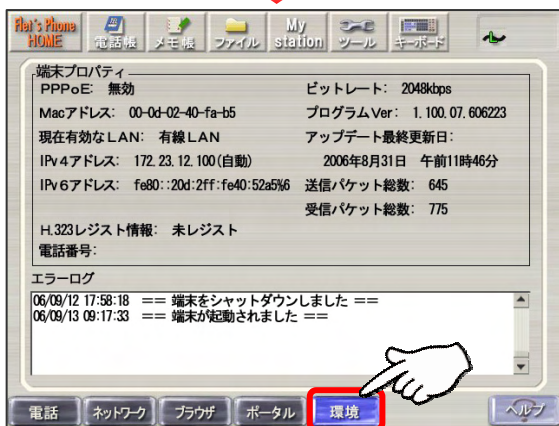 Flet's Phone HOME
電話帳
メモ帳
ファイル
My station
ツール
キーボード
端末プロパティ
PPPoE: 無効
ビットレート: 2048kbps
Macアドレス: 00-0d-02-40-fa-b5
プログラムVer: 1.100.07.606223
現在有効なLAN: 有線LAN
アップデート最終更新日:
IPv4アドレス: 172.23.12.100(自動)
2006年8月31日 午前11時46分
IPv6アドレス: fe80::20d:2ff:fe40:52a5%6
送信パケット総数: 645
受信パケット総数: 775
H.323レジスト情報: 未レジスト
電話番号:
エラーログ
06/09/12 17:58:18 == 端末をシャットダウンしました ==
06/09/13 09:17:33 == 端末が起動されました ==
電話
ネットワーク
ブラウザ
ポータル
環境
ヘルプ